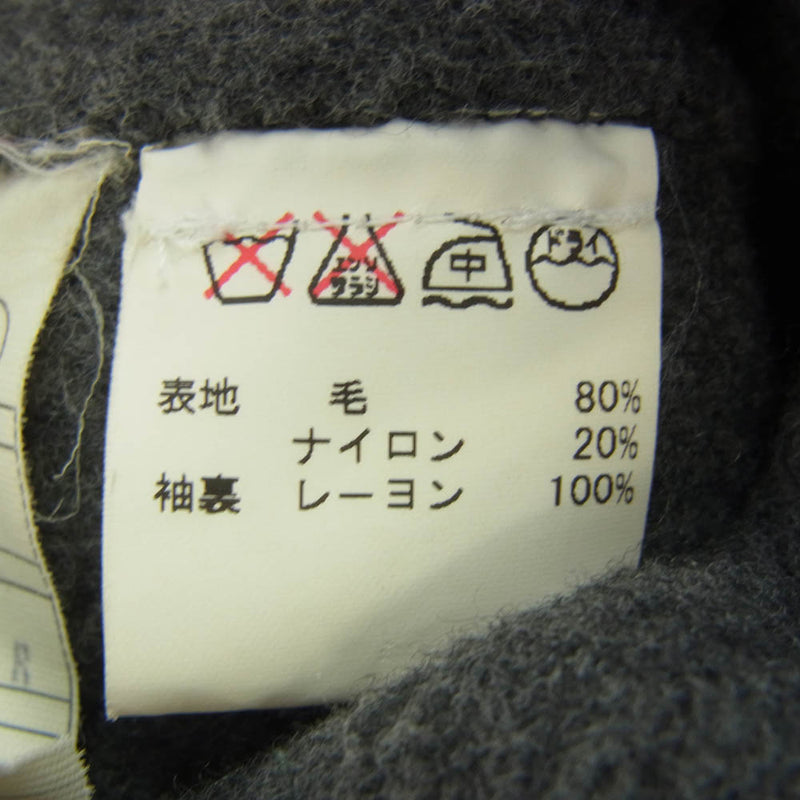 エンソ サラシ 中 ドライ
表地 毛 80%
ナイロン 20%
袖裏 レーヨン 100%
R